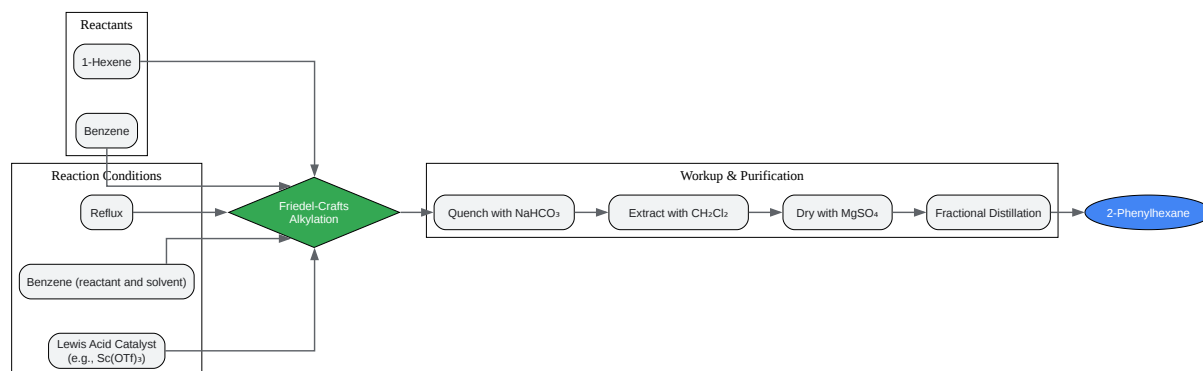 Reactants
1-Hexene
Benzene
Reaction Conditions
Reflux
Benzene (reactant and solvent)
Lewis Acid Catalyst
(e.g., Sc(OTf)₃)
Friedel-Crafts
Alkylation
Workup & Purification
Quench with NaHCO₃
Extract with CH₂Cl₂
Dry with MgSO₄
Fractional Distillation
2-Phenylhexane